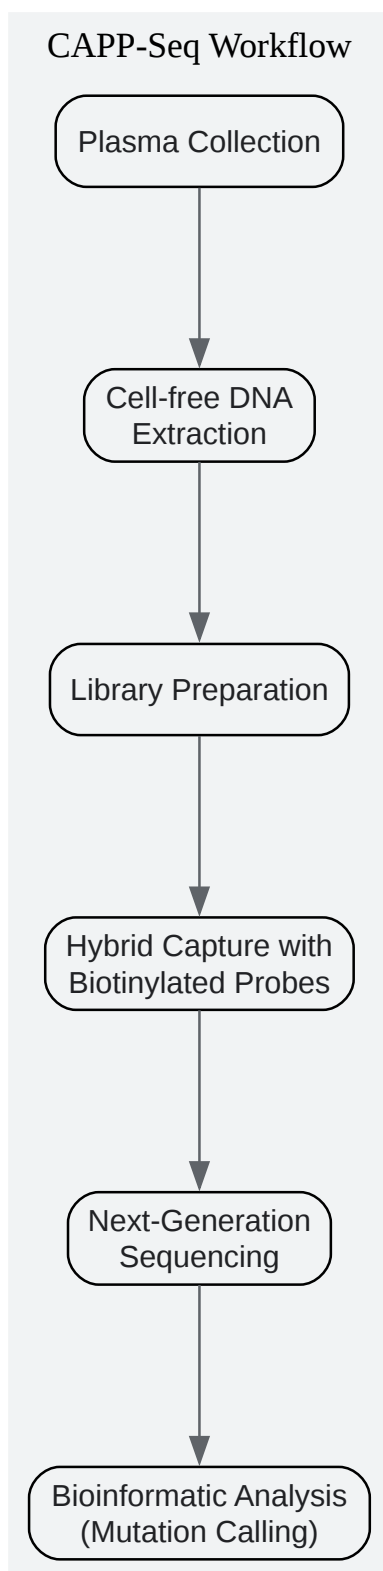 CAPP-Seq Workflow
Plasma Collection
Cell-free DNA
Extraction
Library Preparation
Hybrid Capture with
Biotinylated Probes
Next-Generation
Sequencing
Bioinformatic Analysis
(Mutation Calling)